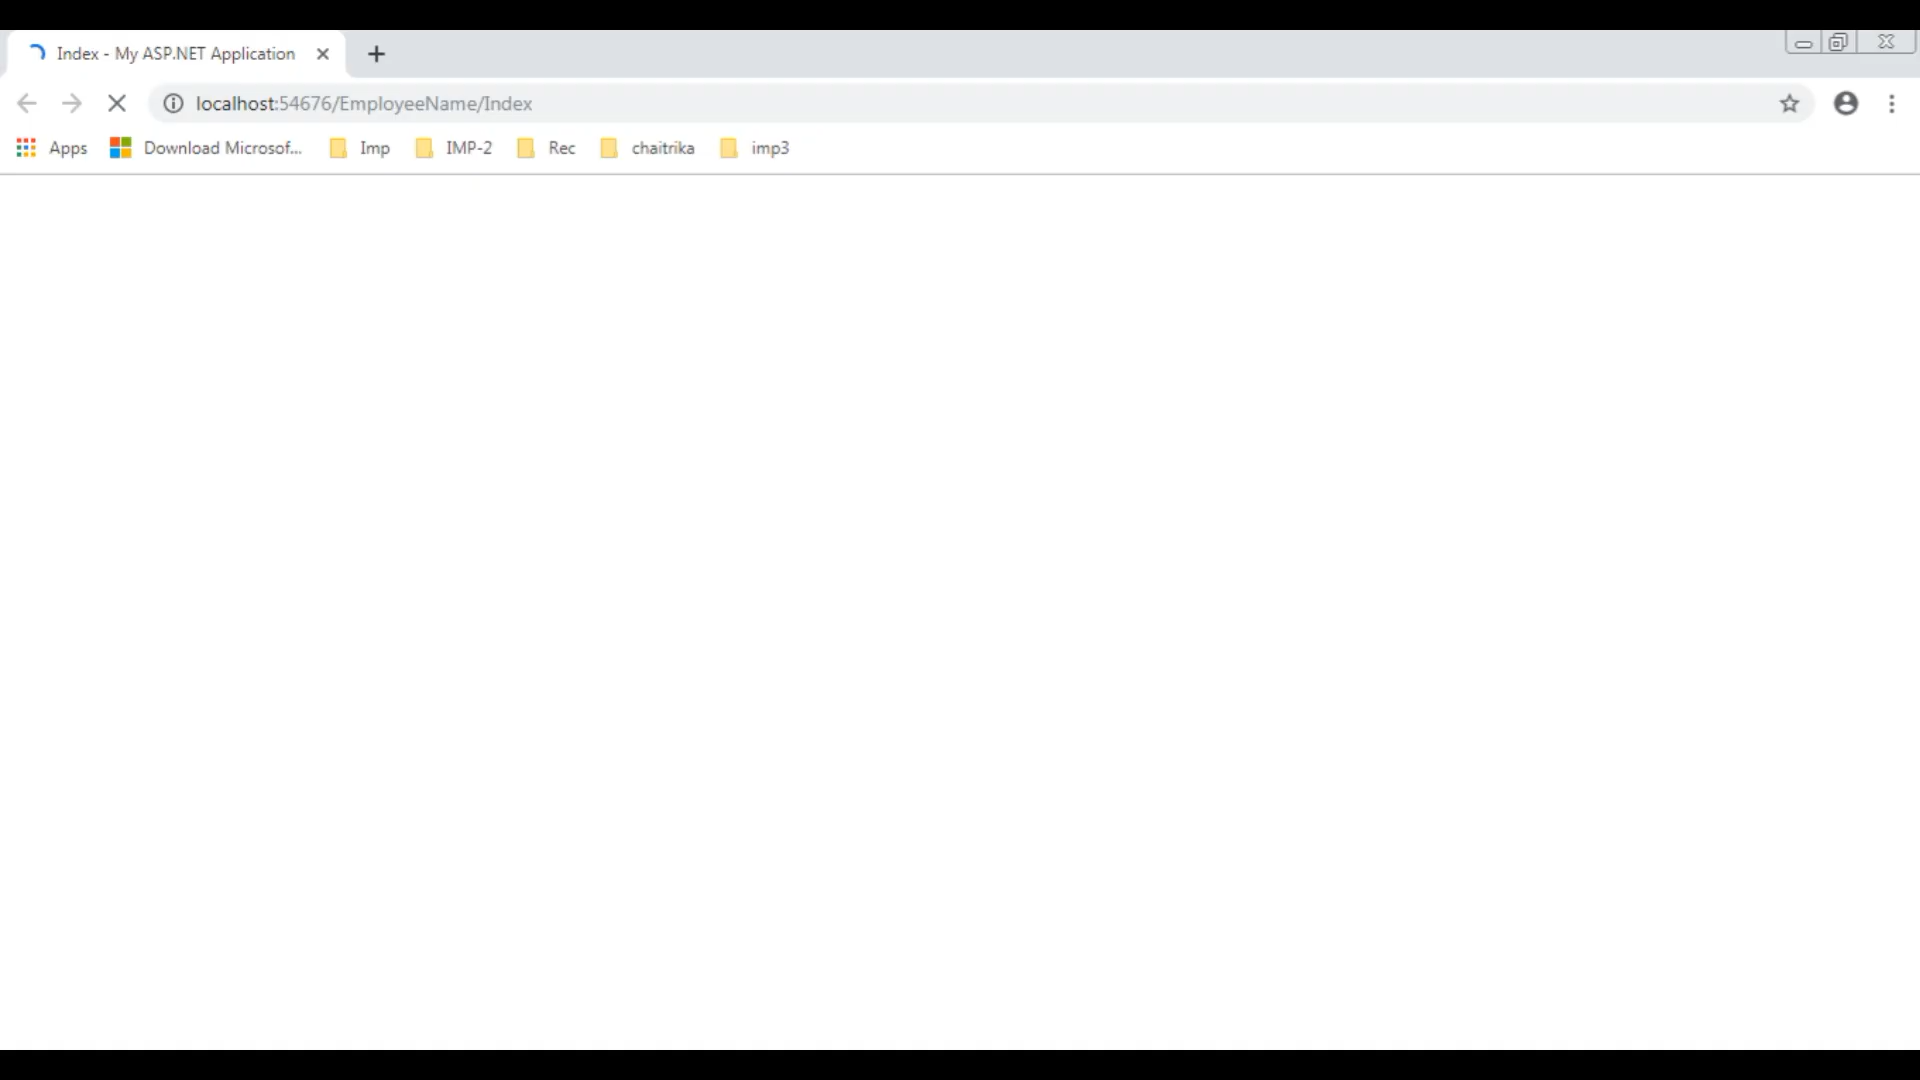 Index - My ASP.NET Application
localhost:54676/EmployeeName/Index
Apps Download Microsof... Imp IMP-2 Rec chaitrika imp3